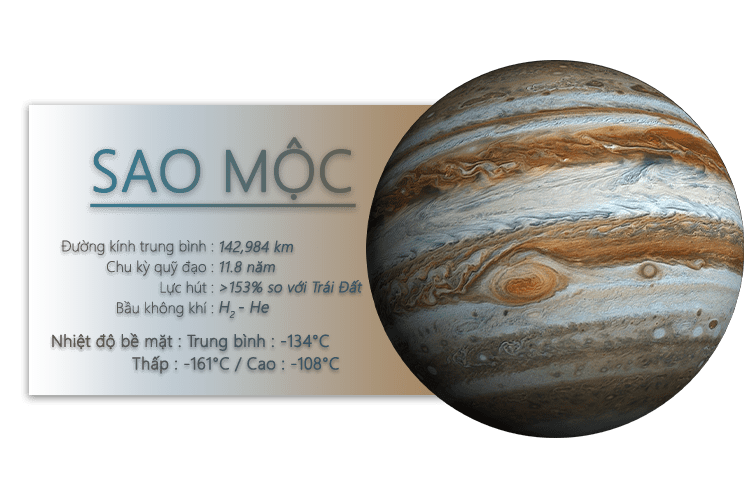 SAO MỘC
Đường kính trung bình : 142,984 km
Chu kỳ quỹ đạo : 11.8 năm
Lực hút : >153% so với Trái Đất
Bầu không khí : H₂ - He
Nhiệt độ bề mặt : Trung bình : -134°C
Thấp : -161°C / Cao : -108°C